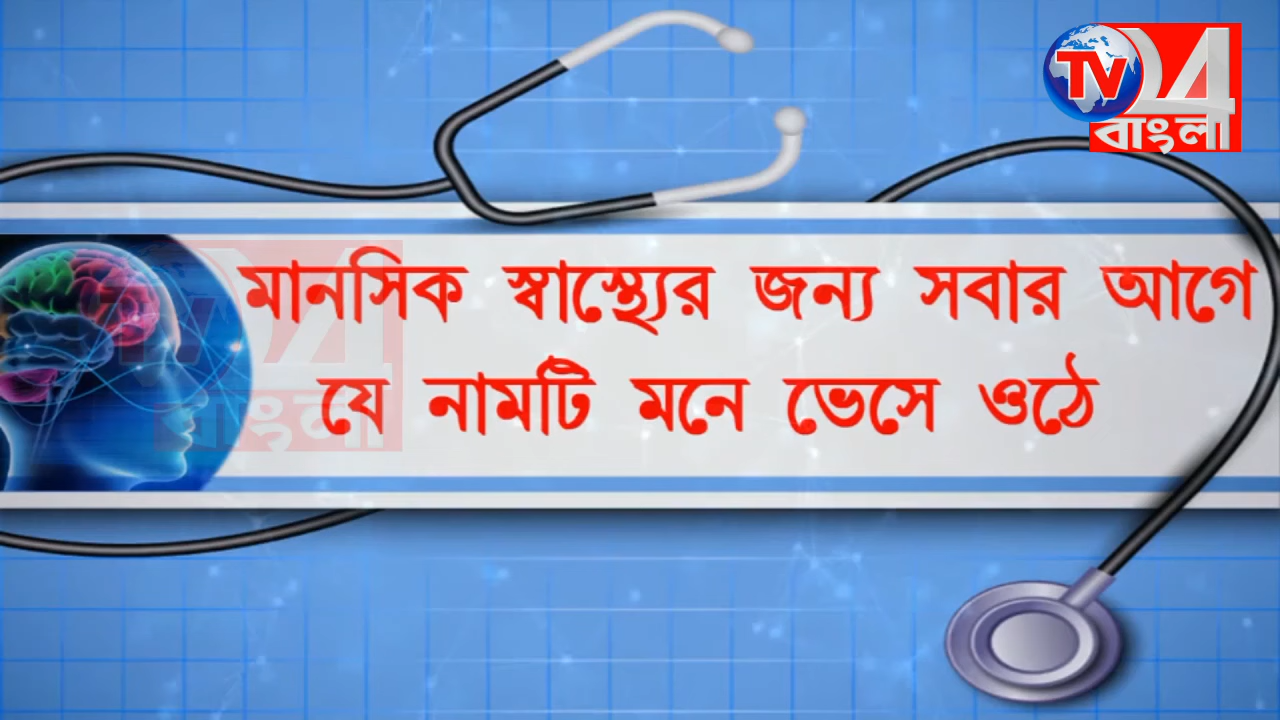 TV 24
বাংলা
মানসিক স্বাস্থ্যের জন্য সবার আগে
যে নামটি মনে ভেসে ওঠে